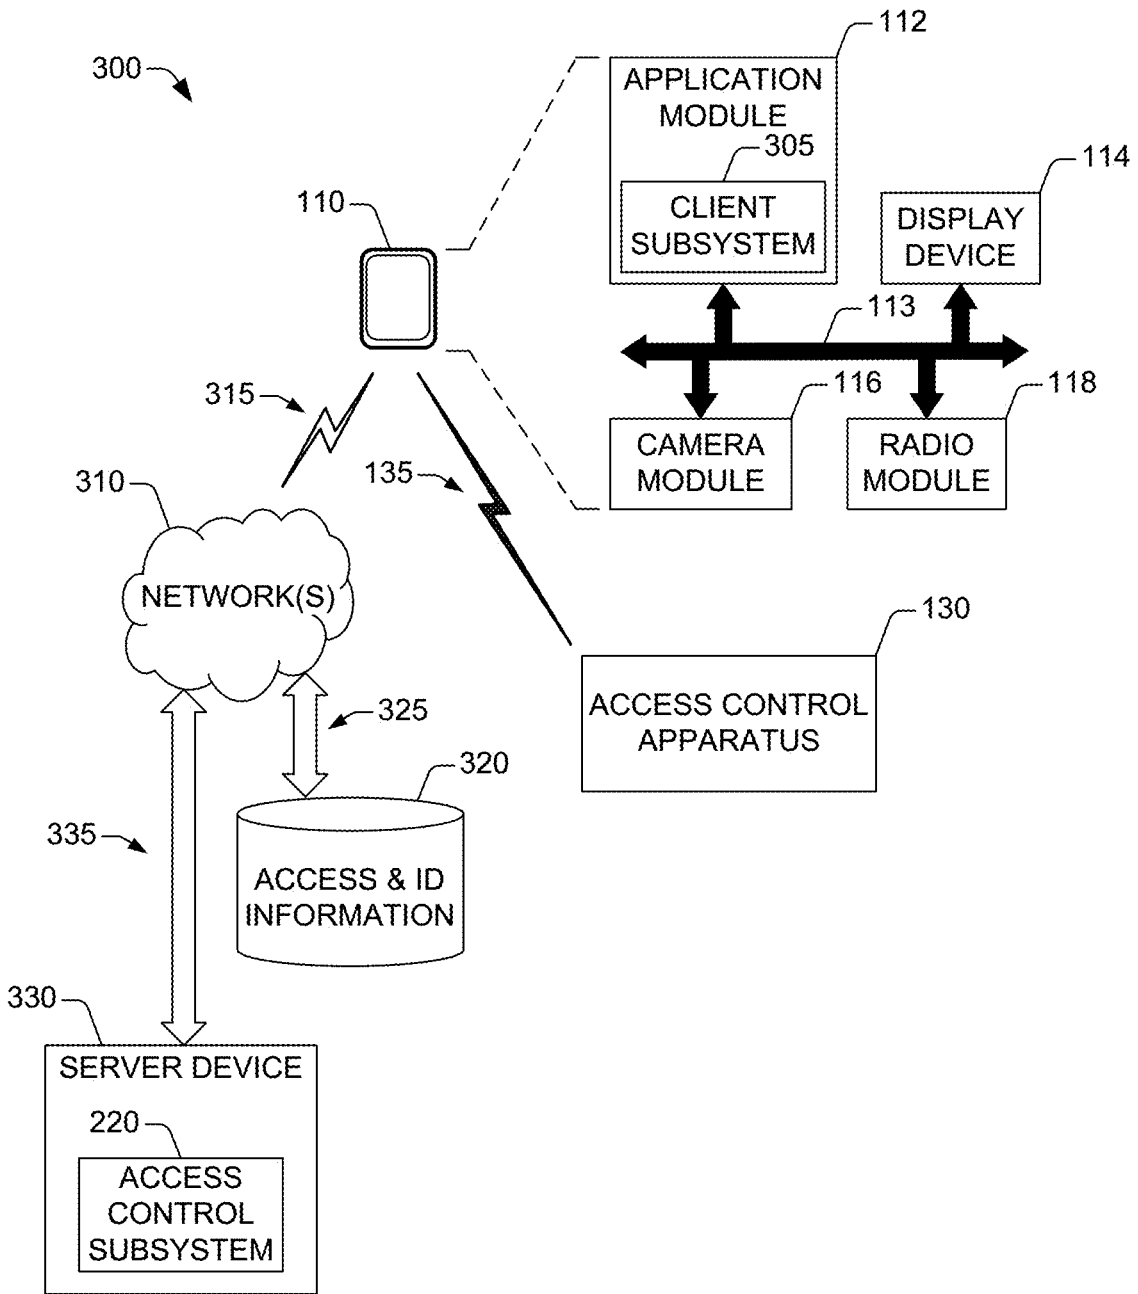 300
112
APPLICATION
MODULE
305
CLIENT
SUBSYSTEM
114
DISPLAY
DEVICE
110
113
315
116
CAMERA
MODULE
118
RADIO
MODULE
135
310
NETWORK(S)
130
ACCESS CONTROL
APPARATUS
325
320
ACCESS & ID
INFORMATION
335
330
SERVER DEVICE
220
ACCESS
CONTROL
SUBSYSTEM